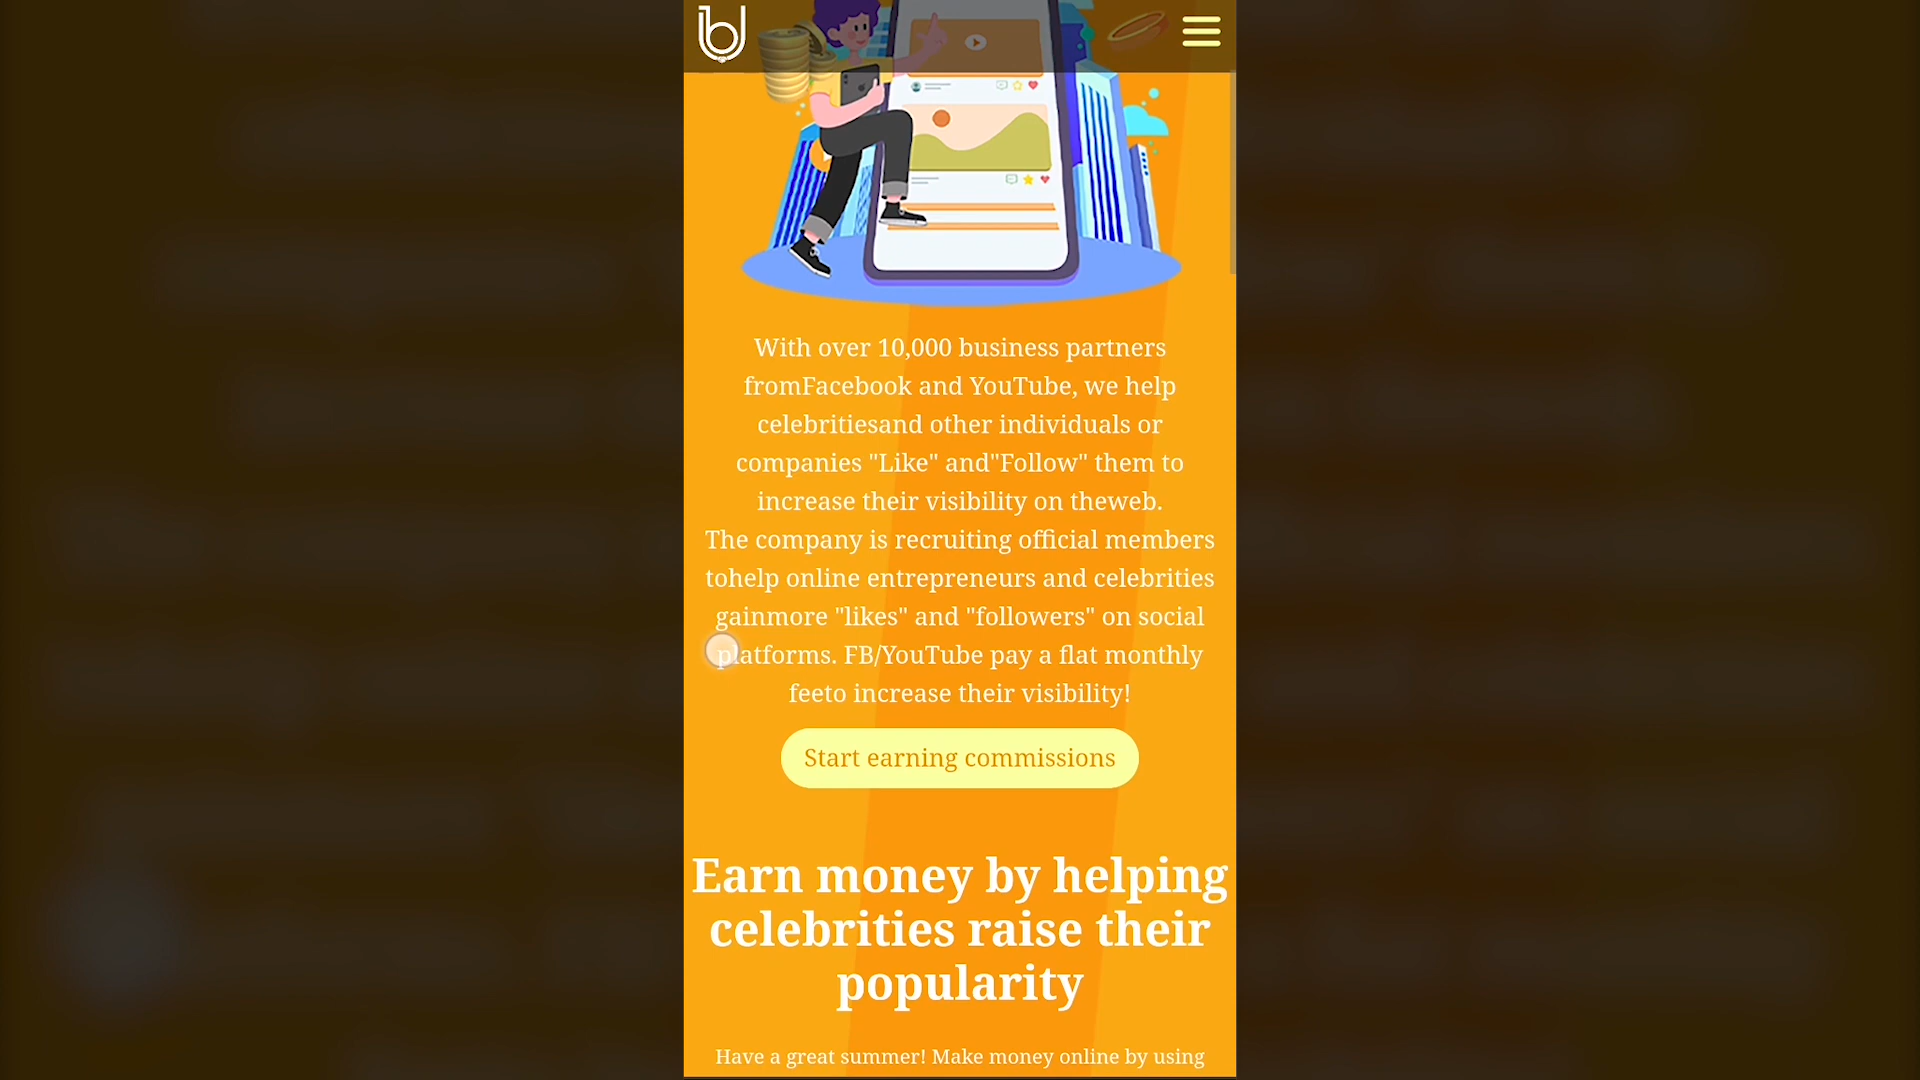 With over 10,000 business partners
fromFacebook and YouTube, we help
celebritiesand other individuals or
companies "Like" and"Follow" them to
increase their visibility on theweb.
The company is recruiting official members
tohelp online entrepreneurs and celebrities
gainmore "likes" and "followers" on social
platforms. FB/YouTube pay a flat monthly
feeto increase their visibility!
Start earning commissions
Earn money by helping
celebrities raise their
popularity
Have a great summer! Make money online by using